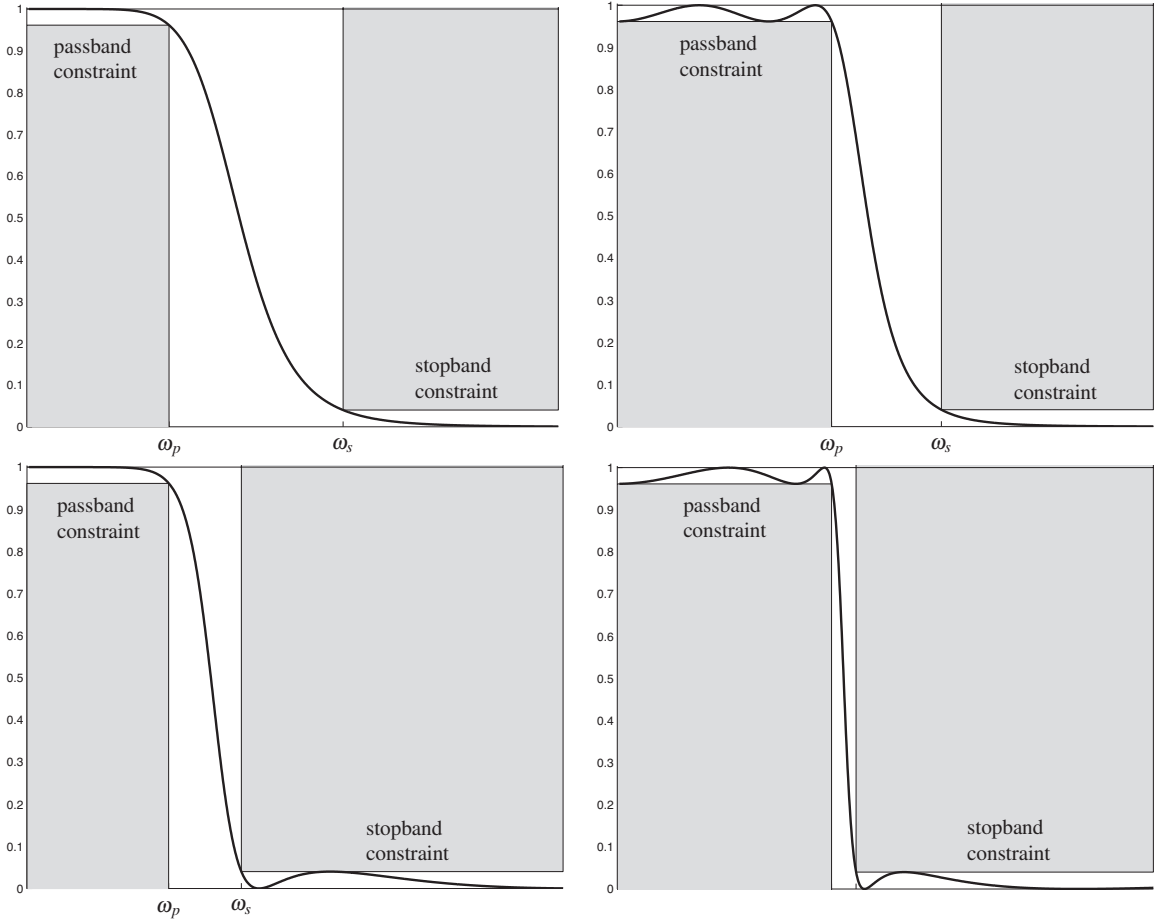 1
0.9
0.8
0.7
0.6
0.5
0.4
0.3
0.2
0.1
0
passband
constraint
stopband
constraint
ωp
ωs
1
0.9
0.8
0.7
0.6
0.5
0.4
0.3
0.2
0.1
0
passband
constraint
stopband
constraint
ωp
ωs
1
0.9
0.8
0.7
0.6
0.5
0.4
0.3
0.2
0.1
0
passband
constraint
stopband
constraint
ωp
ωs
1
0.9
0.8
0.7
0.6
0.5
0.4
0.3
0.2
0.1
0
passband
constraint
stopband
constraint